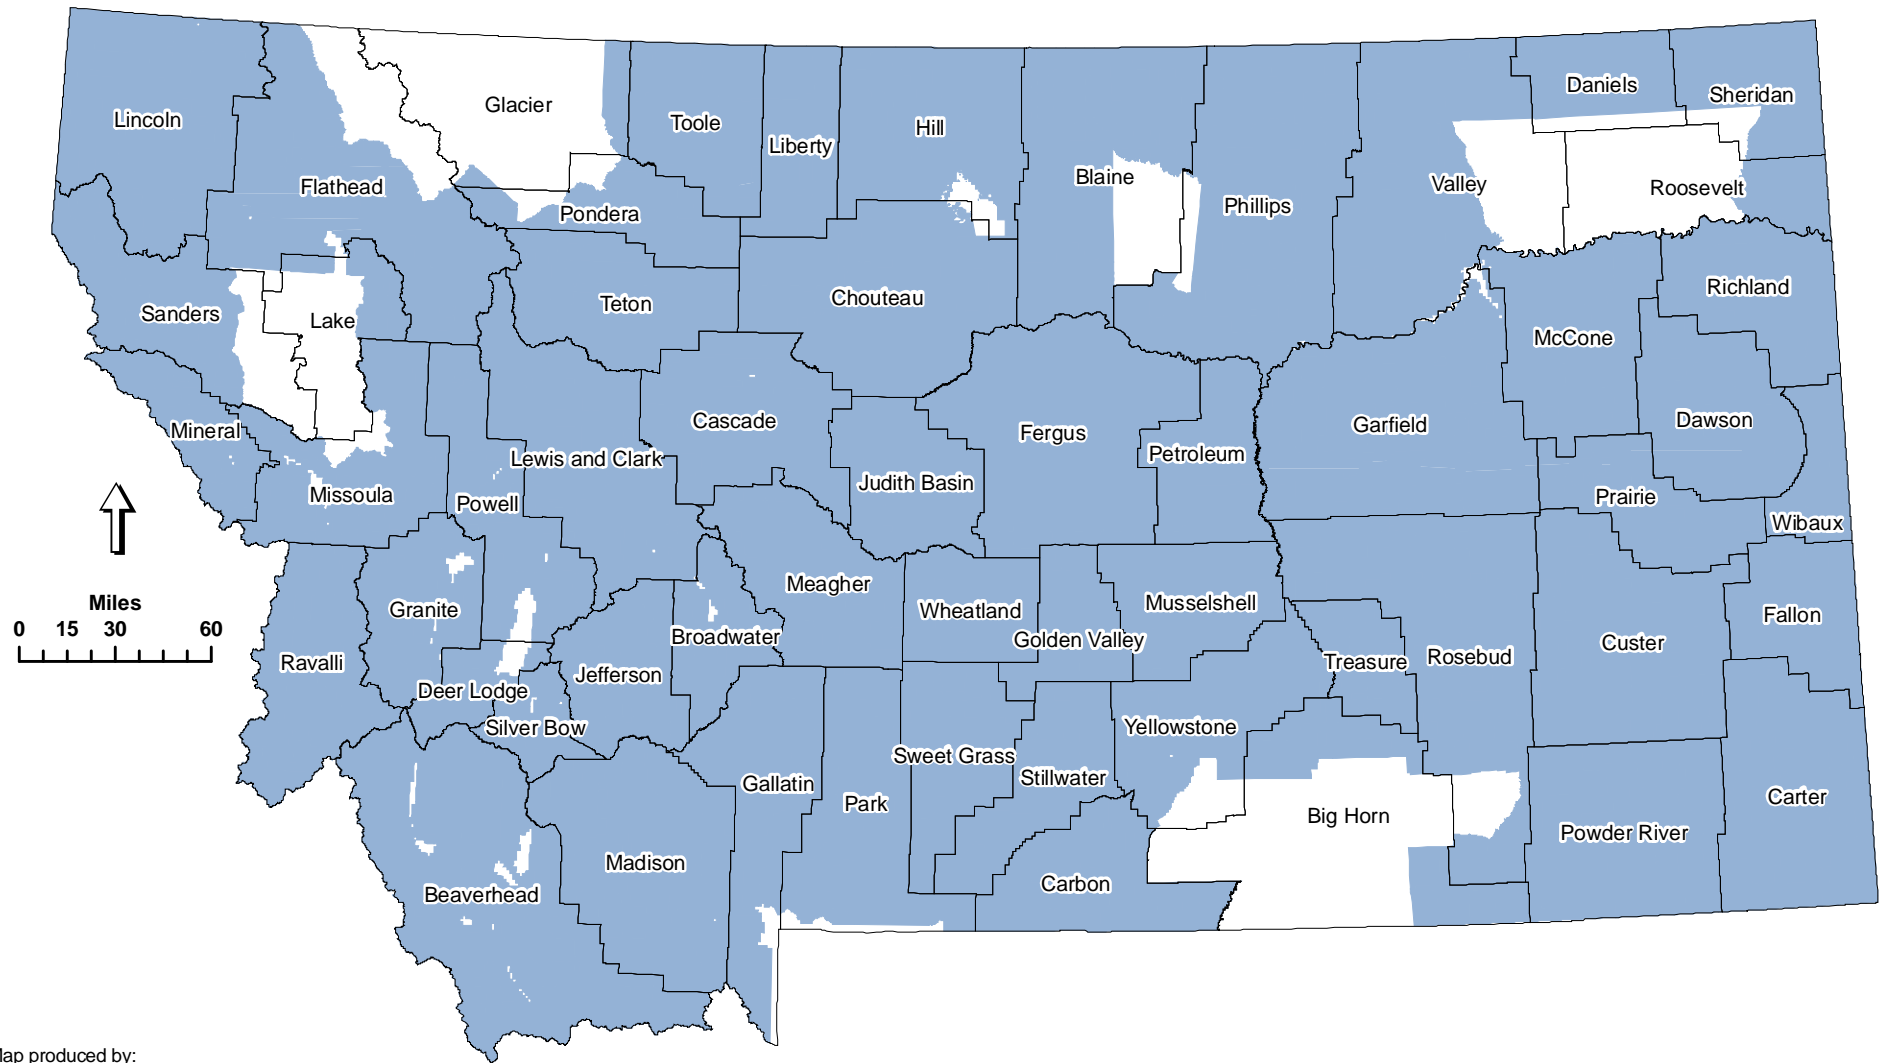 Lincoln
Flathead
Glacier
Toole
Liberty
Hill
Blaine
Phillips
Valley
Daniels
Sheridan
Roosevelt
Pondera
Sanders
Lake
Teton
Chouteau
Richland
McCone
Mineral
Missoula
Powell
Lewis and Clark
Cascade
Judith Basin
Fergus
Petroleum
Garfield
Dawson
Prairie
Wibaux
Miles
0 15 30 60
Ravalli
Granite
Deer Lodge
Silver Bow
Jefferson
Broadwater
Meagher
Wheatland
Golden Valley
Musselshell
Treasure
Rosebud
Custer
Fallon
Beaverhead
Madison
Gallatin
Park
Sweet Grass
Stillwater
Yellowstone
Carbon
Big Horn
Powder River
Carter
Map produced by: